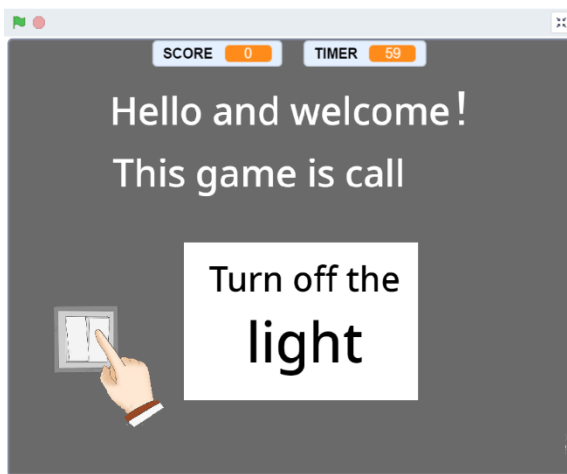 SCORE 0 TIMER 59
Hello and welcome!
This game is call
Turn off the
light